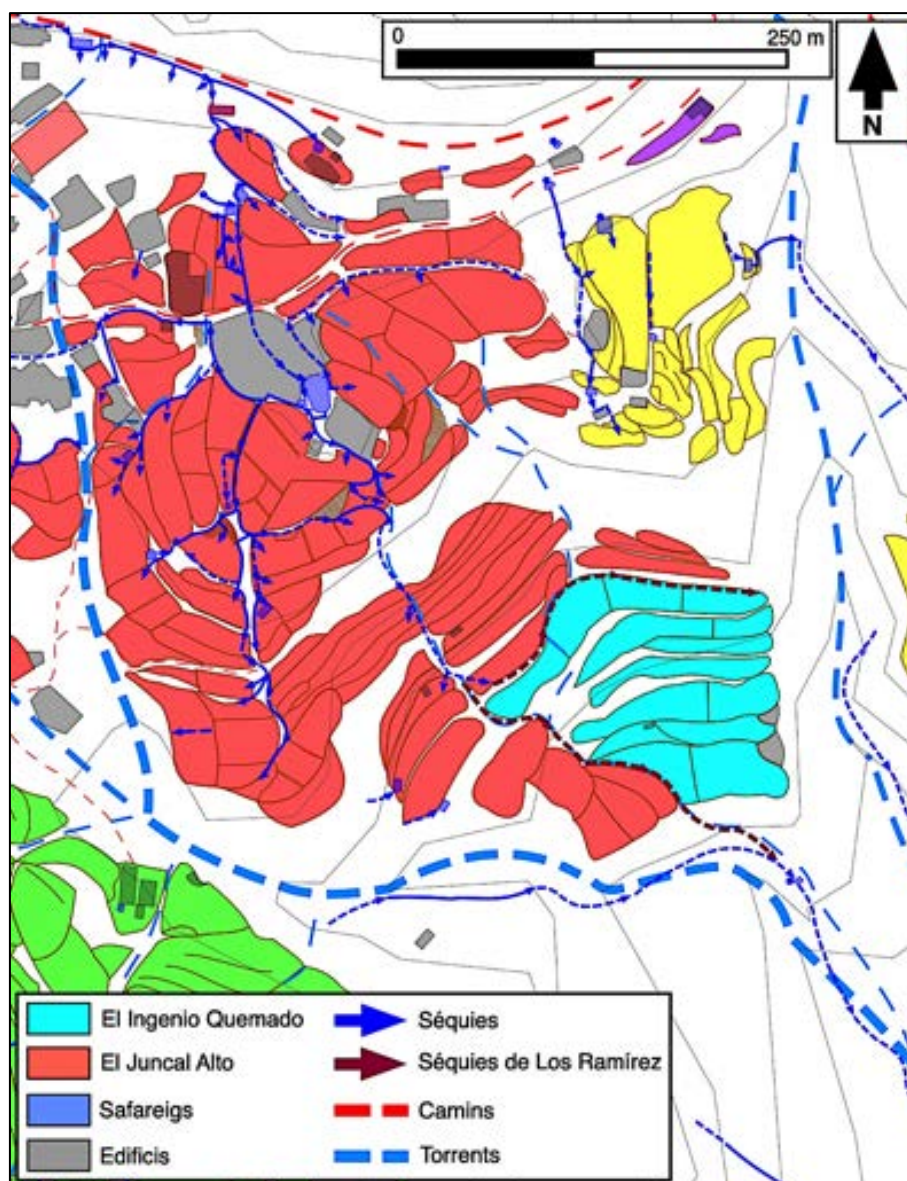 0 250 m
N
El Ingenio Quemado
El Juncal Alto
Safareigs
Edificis
Séquies
Séquies de Los Ramírez
Camins
Torrents